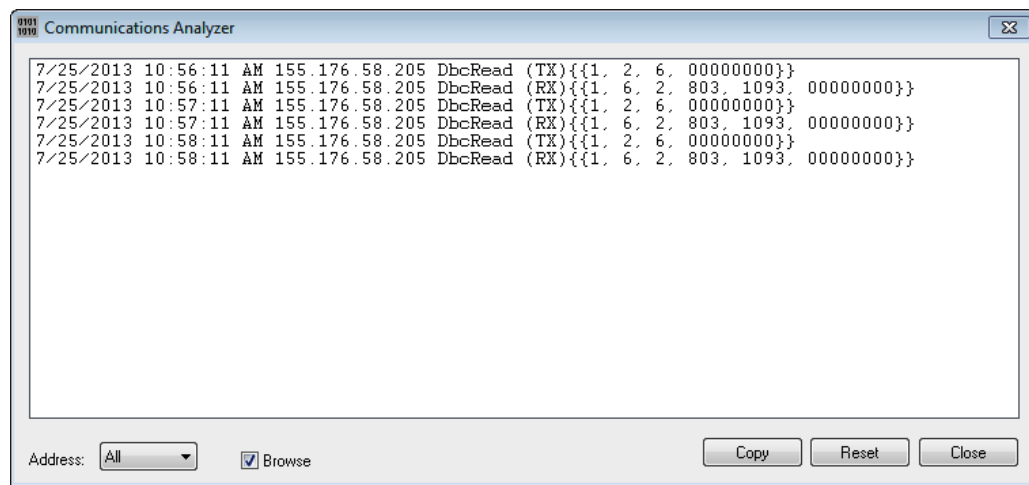 0101
1010
Communications Analyzer
7/25/2013 10:56:11 AM 155.176.58.205 DbcRead (TX){{1, 2, 6, 00000000}}
7/25/2013 10:56:11 AM 155.176.58.205 DbcRead (RX){{1, 6, 2, 803, 1093, 00000000}}
7/25/2013 10:57:11 AM 155.176.58.205 DbcRead (TX){{1, 2, 6, 00000000}}
7/25/2013 10:57:11 AM 155.176.58.205 DbcRead (RX){{1, 6, 2, 803, 1093, 00000000}}
7/25/2013 10:58:11 AM 155.176.58.205 DbcRead (TX){{1, 2, 6, 00000000}}
7/25/2013 10:58:11 AM 155.176.58.205 DbcRead (RX){{1, 6, 2, 803, 1093, 00000000}}
Address: All Browse Copy Reset Close